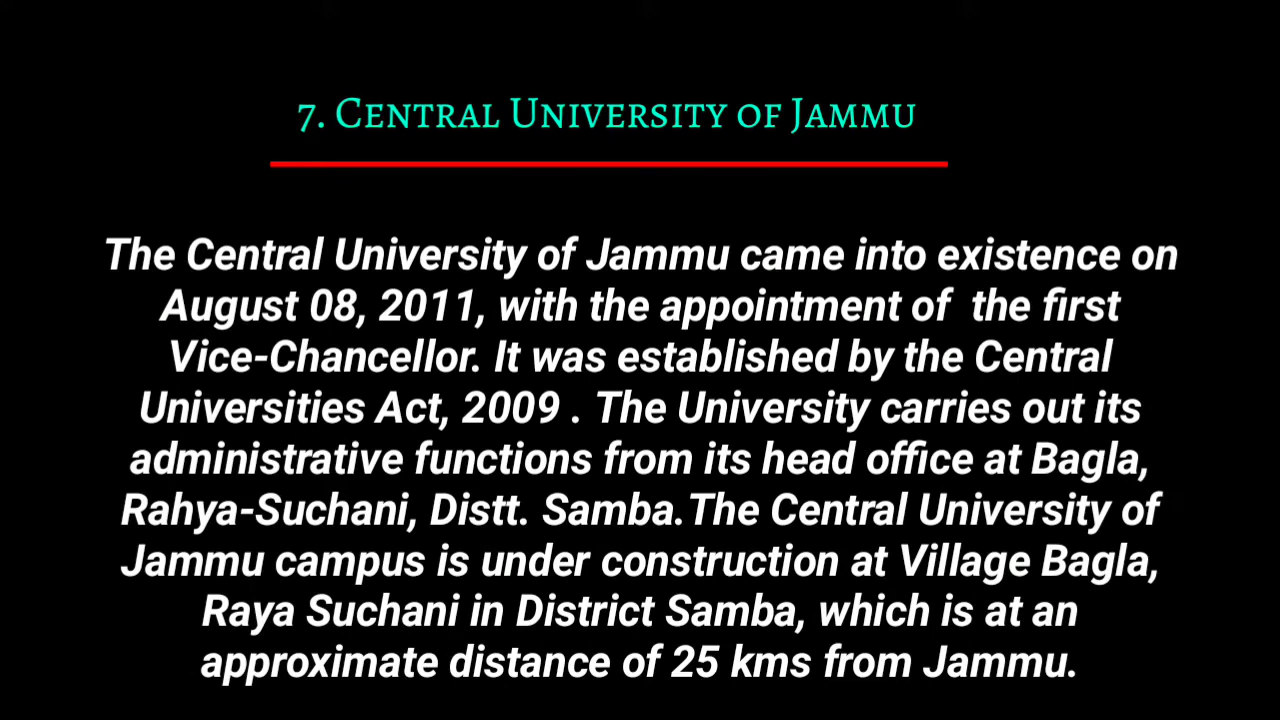 7. Central University of Jammu
The Central University of Jammu came into existence on
August 08, 2011, with the appointment of  the first
Vice-Chancellor. It was established by the Central
Universities Act, 2009 . The University carries out its
administrative functions from its head office at Bagla,
Rahya-Suchani, Distt. Samba.The Central University of
Jammu campus is under construction at Village Bagla,
Raya Suchani in District Samba, which is at an
approximate distance of 25 kms from Jammu.